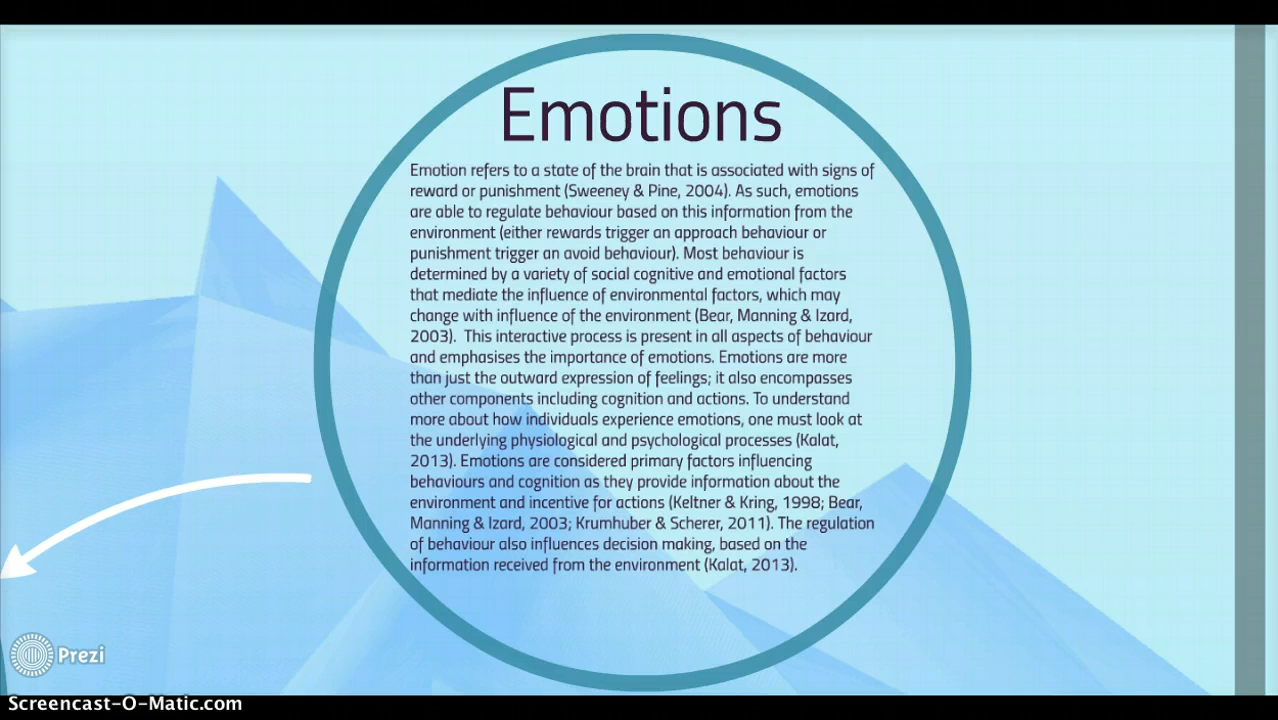 Emotions
Emotion refers to a state of the brain that is associated with signs of
reward or punishment (Sweeney & Pine, 2004). As such, emotions
are able to regulate behaviour based on this information from the
environment (either rewards trigger an approach behaviour or
punishment trigger an avoid behaviour). Most behaviour is
determined by a variety of social cognitive and emotional factors
that mediate the influence of environmental factors, which may
change with influence of the environment (Bear, Manning & Izard,
2003). This interactive process is present in all aspects of behaviour
and emphasises the importance of emotions. Emotions are more
than just the outward expression of feelings; it also encompasses
other components including cognition and actions. To understand
more about how individuals experience emotions, one must look at
the underlying physiological and psychological processes (Kalat,
2013). Emotions are considered primary factors influencing
behaviours and cognition as they provide information about the
environment and incentive for actions (Keltner & Kring, 1998; Bear,
Manning & Izard, 2003; Krumhuber & Scherer, 2011). The regulation
of behaviour also influences decision making, based on the
information received from the environment (Kalat, 2013).
Prezi
Screencast-O-Matic.com